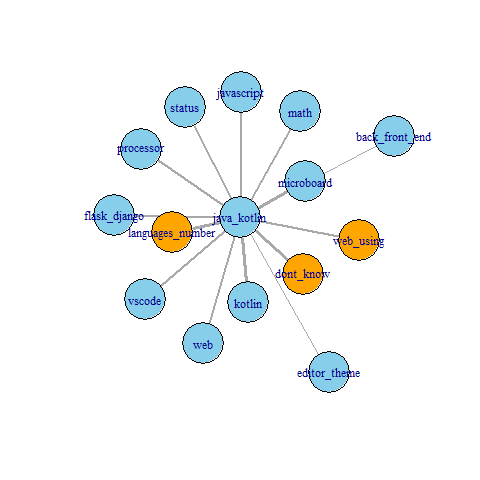 javascript
status
math
back_front_end
processor
microboard
flask_django
java_kotlin
languages_number
web_using
dont_know
vscode
kotlin
web
editor_theme